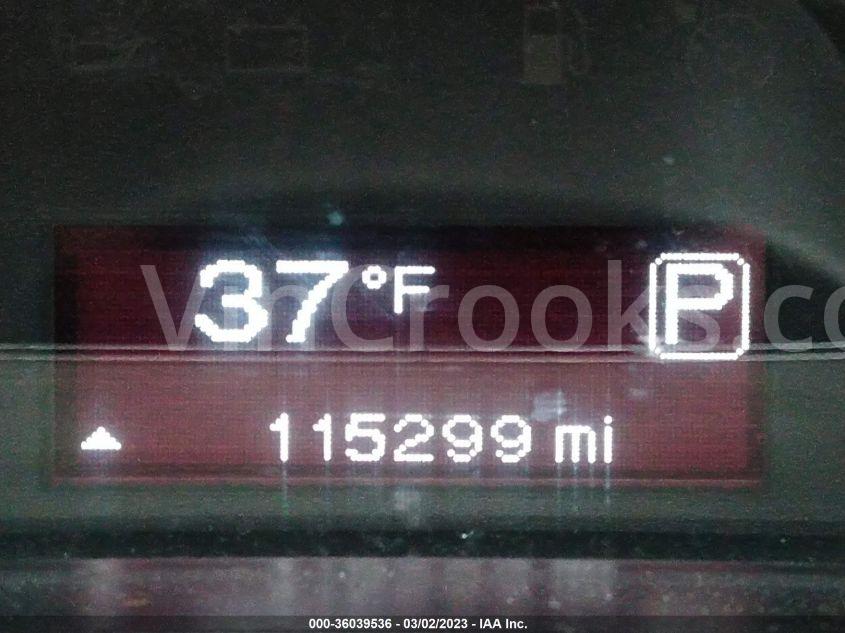 37°F P
VinCrooks.co
115299 mi
000-36039536 - 03/02/2023 - IAA Inc.